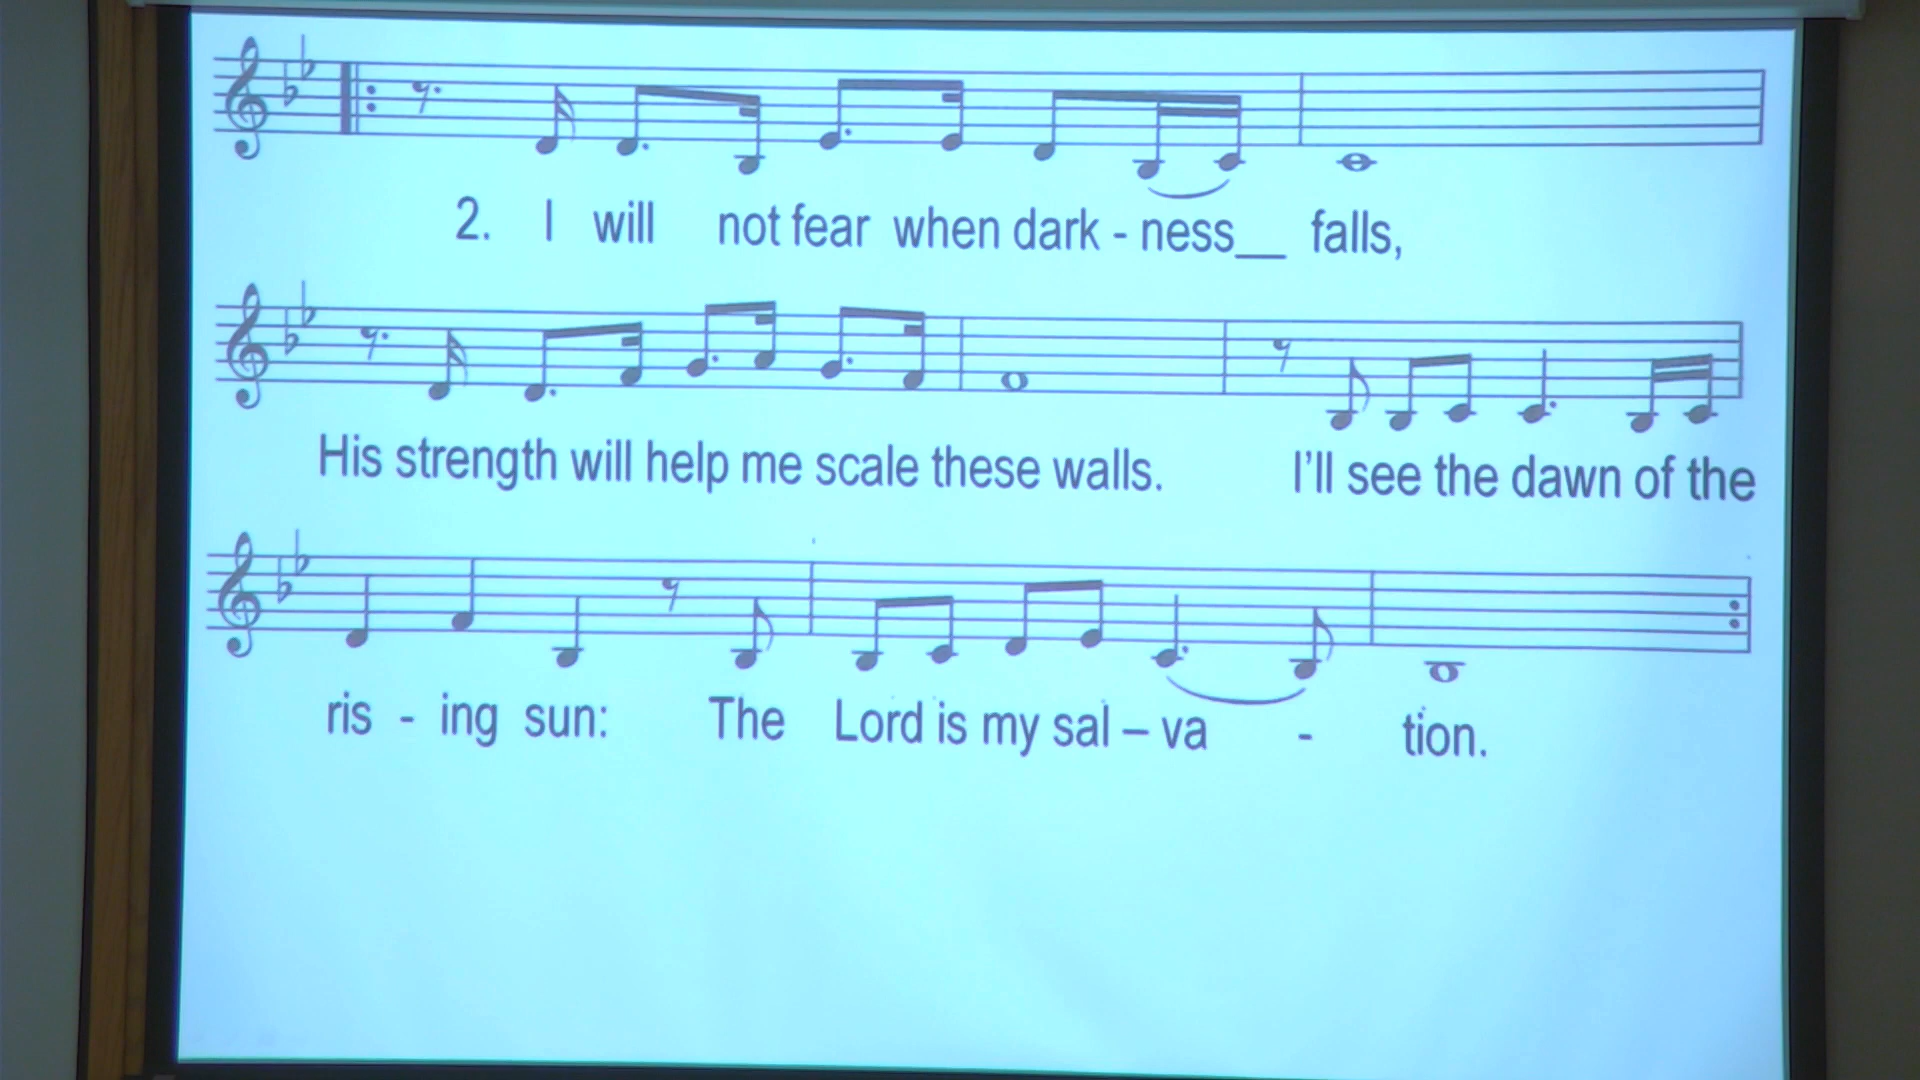 2. I will not fear when dark - ness__ falls,
His strength will help me scale these walls. I'll see the dawn of the
ris - ing sun: The Lord is my sal – va - tion.